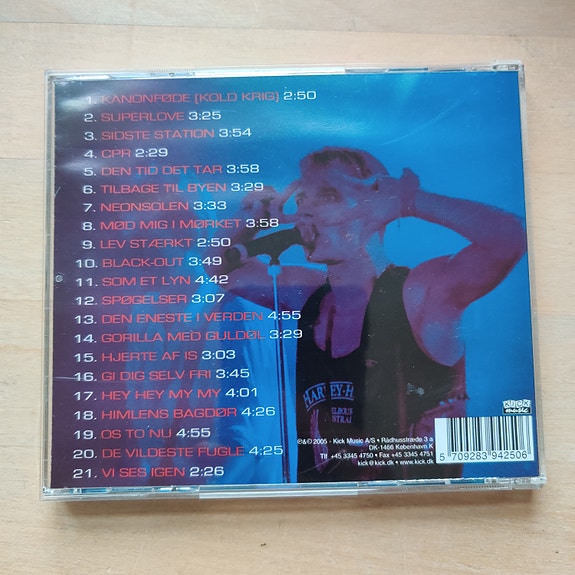 1. KANONFØDE (KOLD KRIG) 2:50
2. SUPERLOVE 3:25
3. SIDSTE STATION 3:54
4. CPR 2:29
5. DEN TID DET TAR 3:58
6. TILBAGE TIL BYEN 3:29
7. NEONSOLEN 3:33
8. MØD MIG I MØRKET 3:58
9. LEV STÆRKT 2:50
10. BLACK-OUT 3:49
11. SOM ET LYN 4:42
12. SPØGELSER 3:07
13. DEN ENESTE I VERDEN 4:55
14. GORILLA MED GULDØL 3:29
15. HJERTE AF IS 3:03
16. GI DIG SELV FRI 3:45
17. HEY HEY MY MY 4:01
18. HIMLENS BAGDØR 4:26
19. OS TO NU 4:55
20. DE VILDESTE FUGLE 4:25
21. VI SES IGEN 2:26
KICK
music
℗&© 2005 - Kick Music A/S • Rådhusstræde 3 a
DK-1466 København K
Tlf +45 3345 4750 • Fax +45 3345 4751
kick@kick.dk • www.kick.dk
5 709283 942506